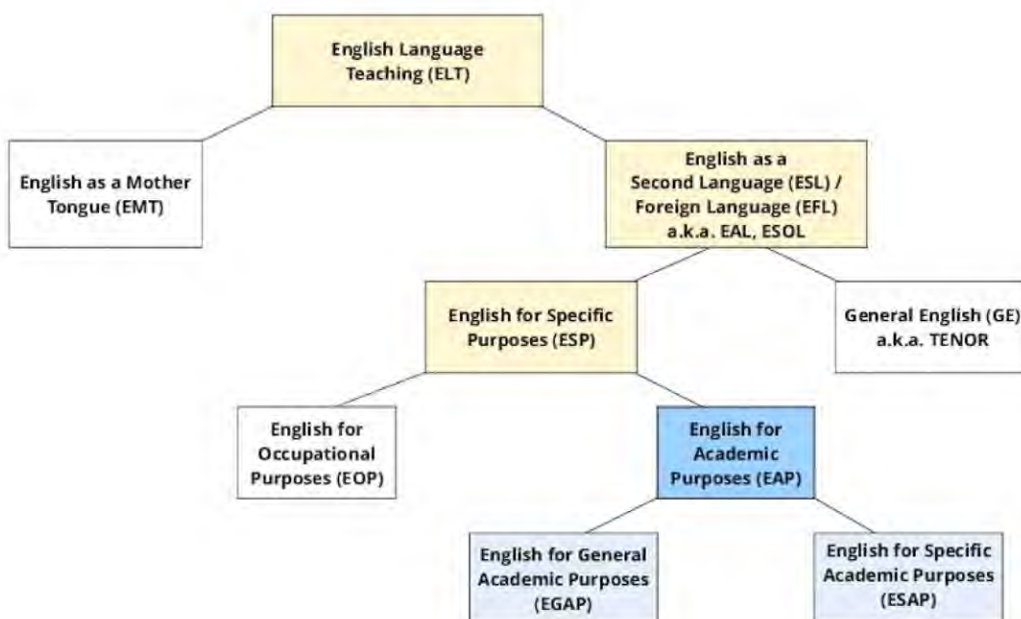 English Language
Teaching (ELT)
English as a Mother
Tongue (EMT)
English as a
Second Language (ESL) /
Foreign Language (EFL)
a.k.a. EAL, ESOL
English for Specific
Purposes (ESP)
General English (GE)
a.k.a. TENOR
English for
Occupational
Purposes (EOP)
English for
Academic
Purposes (EAP)
English for General
Academic Purposes
(EGAP)
English for Specific
Academic Purposes
(ESAP)